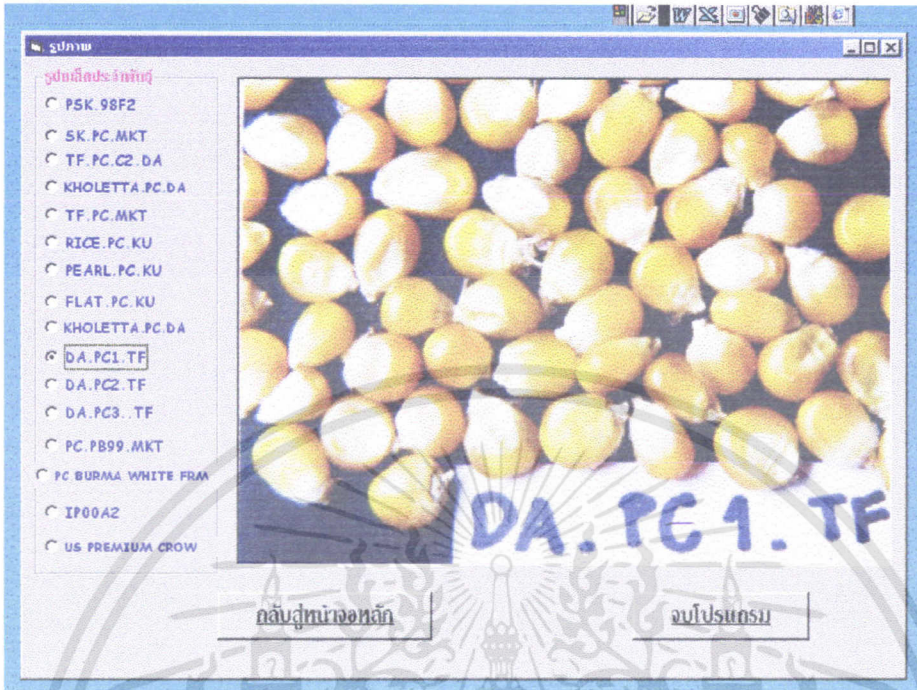 รูปภาพ
รูปเมล็ดประจำพันธุ์
PSK.98F2
SK.PC.MKT
TF.PC.C2.DA
KHOLETTA.PC.DA
TF.PC.MKT
RICE.PC.KU
PEARL.PC.KU
FLAT.PC.KU
KHOLETTA.PC.DA
DA.PC1.TF
DA.PC2.TF
DA.PC3..TF
PC.PB99.MKT
PC BURMA WHITE FRM
IP00A2
US PREMIUM CROW
DA.PC1.TF
กลับสู่หน้าจอหลัก
จบโปรแกรม